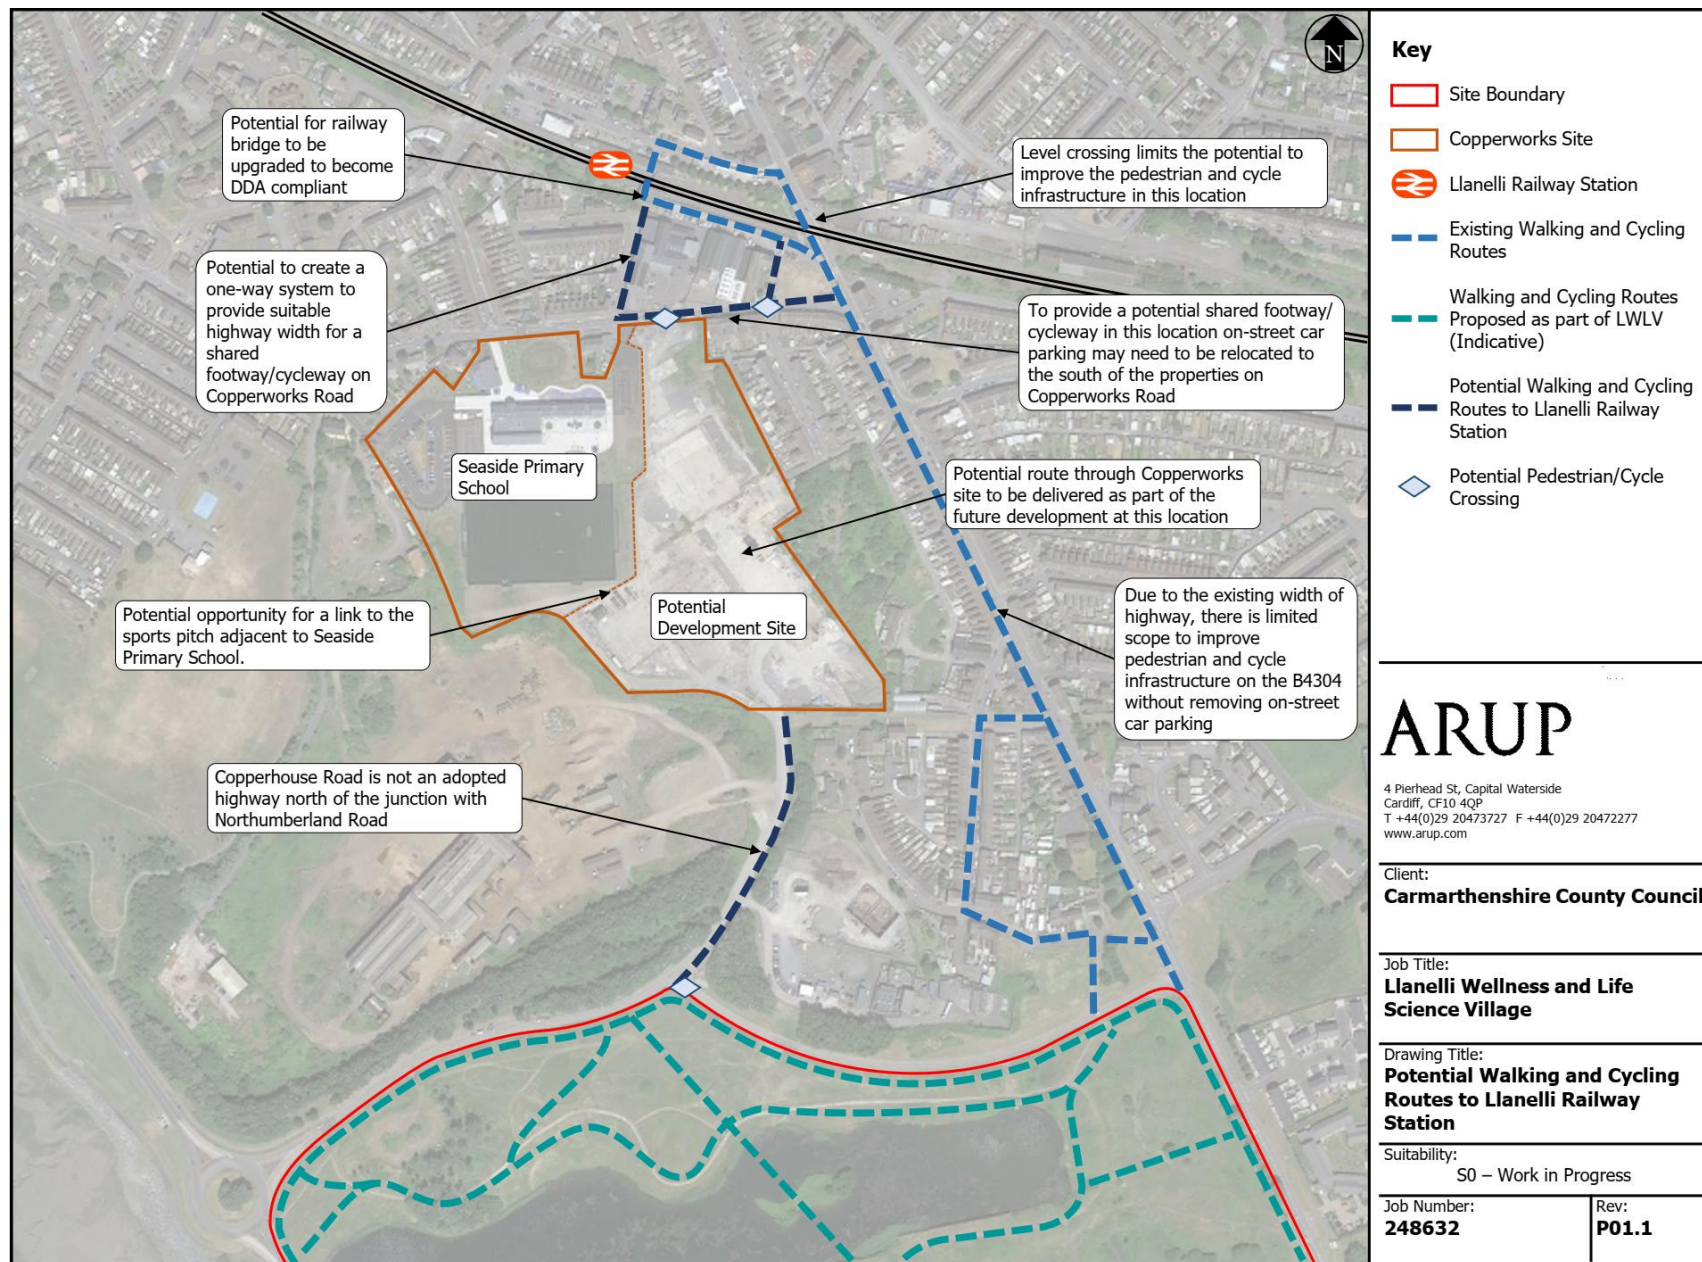 N
Potential for railway
bridge to be
upgraded to become
DDA compliant
Level crossing limits the potential to
improve the pedestrian and cycle
infrastructure in this location
Potential to create a
one-way system to
provide suitable
highway width for a
shared
footway/cycleway on
Copperworks Road
To provide a potential shared footway/
cycleway in this location on-street car
parking may need to be relocated to
the south of the properties on
Copperworks Road
Seaside Primary
School
Potential route through Copperworks
site to be delivered as part of the
future development at this location
Potential opportunity for a link to the
sports pitch adjacent to Seaside
Primary School.
Potential
Development Site
Due to the existing width of
highway, there is limited
scope to improve
pedestrian and cycle
infrastructure on the B4304
without removing on-street
car parking
Copperhouse Road is not an adopted
highway north of the junction with
Northumberland Road
Key
Site Boundary
Copperworks Site
Llanelli Railway Station
Existing Walking and Cycling
Routes
Walking and Cycling Routes
Proposed as part of LWLV
(Indicative)
Potential Walking and Cycling
Routes to Llanelli Railway
Station
Potential Pedestrian/Cycle
Crossing
ARUP
4 Pierhead St, Capital Waterside
Cardiff, CF10 4QP
T +44(0)29 20473727 F +44(0)29 20472277
www.arup.com
Client:
Carmarthenshire County Council
Job Title:
Llanelli Wellness and Life
Science Village
Drawing Title:
Potential Walking and Cycling
Routes to Llanelli Railway
Station
Suitability:
S0 – Work in Progress
Job Number:
248632
Rev:
P01.1